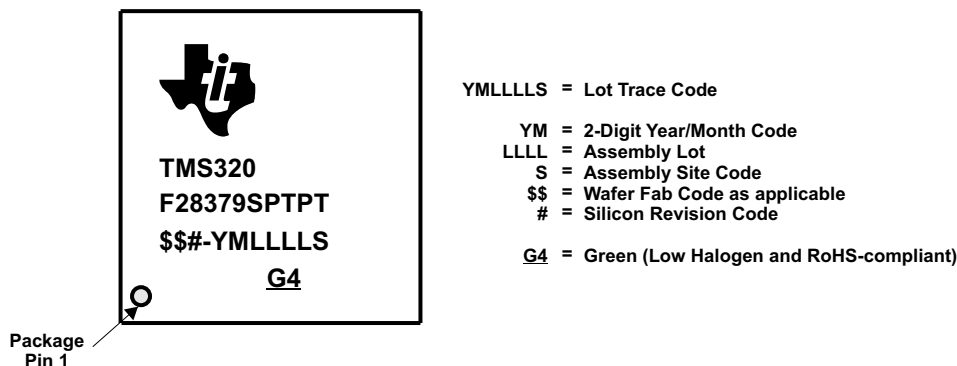 TMS320
F28379SPTPT
$$#-YMLLLLS
G4
Package
Pin 1
YMLLLLS = Lot Trace Code
YM = 2-Digit Year/Month Code
LLLL = Assembly Lot
S = Assembly Site Code
$$ = Wafer Fab Code as applicable
# = Silicon Revision Code
G4 = Green (Low Halogen and RoHS-compliant)